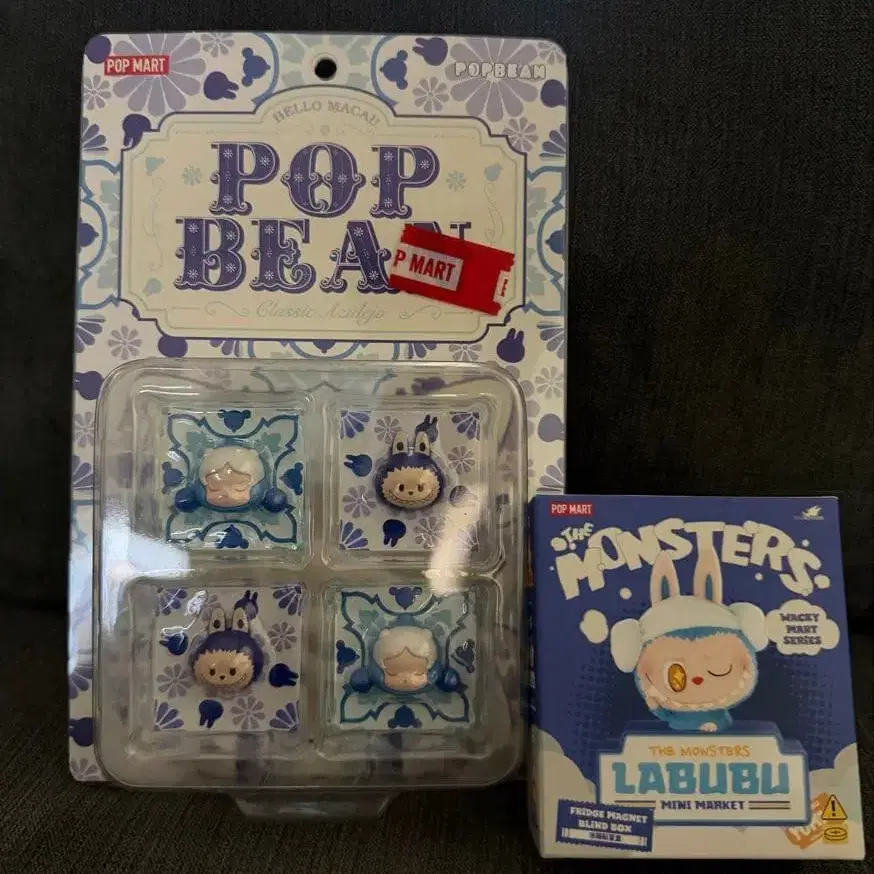 POP MART
POPBEAN
HELLO MACAU
POP
BEAN
P MART
Classic Azulejo
POP MART
THE
MONSTERS
WACKY
MART
SERIES
THE MONSTERS
LABUBU
MINI MARKET
FRIDGE MAGNET
BLIND BOX